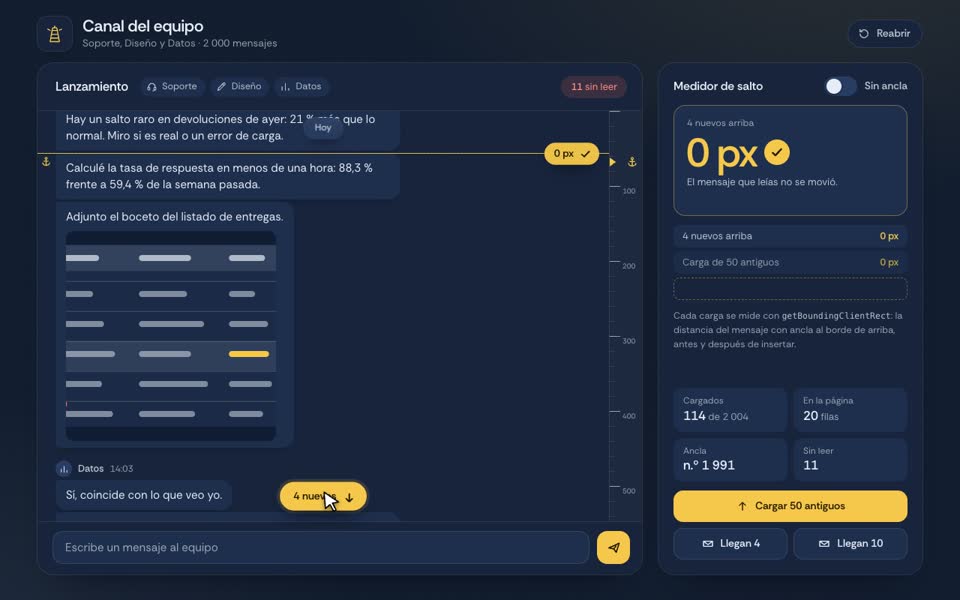 Canal del equipo
Soporte, Diseño y Datos · 2 000 mensajes
Reabrir
Lanzamiento
Soporte
Diseño
Datos
11 sin leer
Hay un salto raro en devoluciones de ayer: 21 % que lo
normal. Miro si es real o un error de carga.
Hoy
0 px
Calculé la tasa de respuesta en menos de una hora: 88,3 %
frente a 59,4 % de la semana pasada.
Adjunto el boceto del listado de entregas.
Datos 14:03
Sí, coincide con lo que veo yo.
4
Escribe un mensaje al equipo
100
200
300
400
500
Medidor de salto
Sin ancla
4 nuevos arriba
0 px
El mensaje que leías no se movió.
4 nuevos arriba 0 px
Carga de 50 antiguos 0 px
Cada carga se mide con getBoundingClientRect: la
distancia del mensaje con ancla al borde de arriba,
antes y después de insertar.
Cargados
114 de 2 004
En la página
20 filas
Ancla
n.º 1 991
Sin leer
11
Cargar 50 antiguos
Llegan 4
Llegan 10